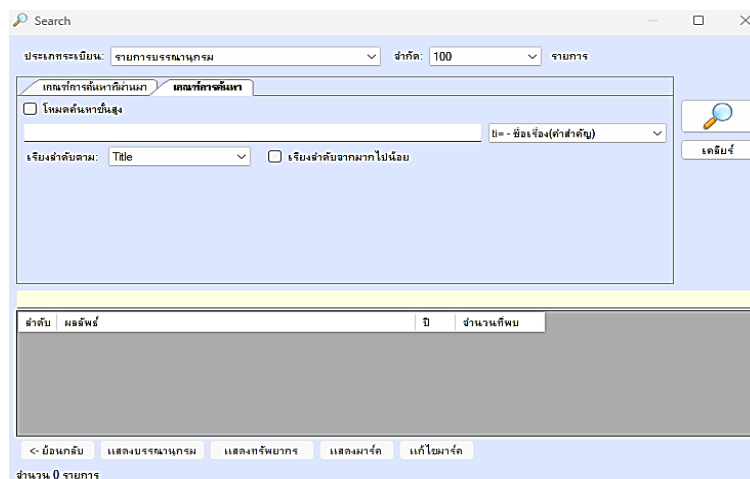 Search
ประเภทระเบียน: รายการบรรณานุกรม จำกัด: 100 รายการ
เกณฑ์การค้นหาที่ผ่านมา เกณฑ์การค้นหา
โหมดค้นหาขั้นสูง
ti= - ชื่อเรื่อง(คำสำคัญ)
เรียงลำดับตาม: Title เรียงลำดับจากมากไปน้อย
เคลียร์
ลำดับ ผลลัพธ์ ปี จำนวนที่พบ
<- ย้อนกลับ แสดงบรรณานุกรม แสดงทรัพยากร แสดงมาร์ค แก้ไขมาร์ค
จำนวน 0 รายการ